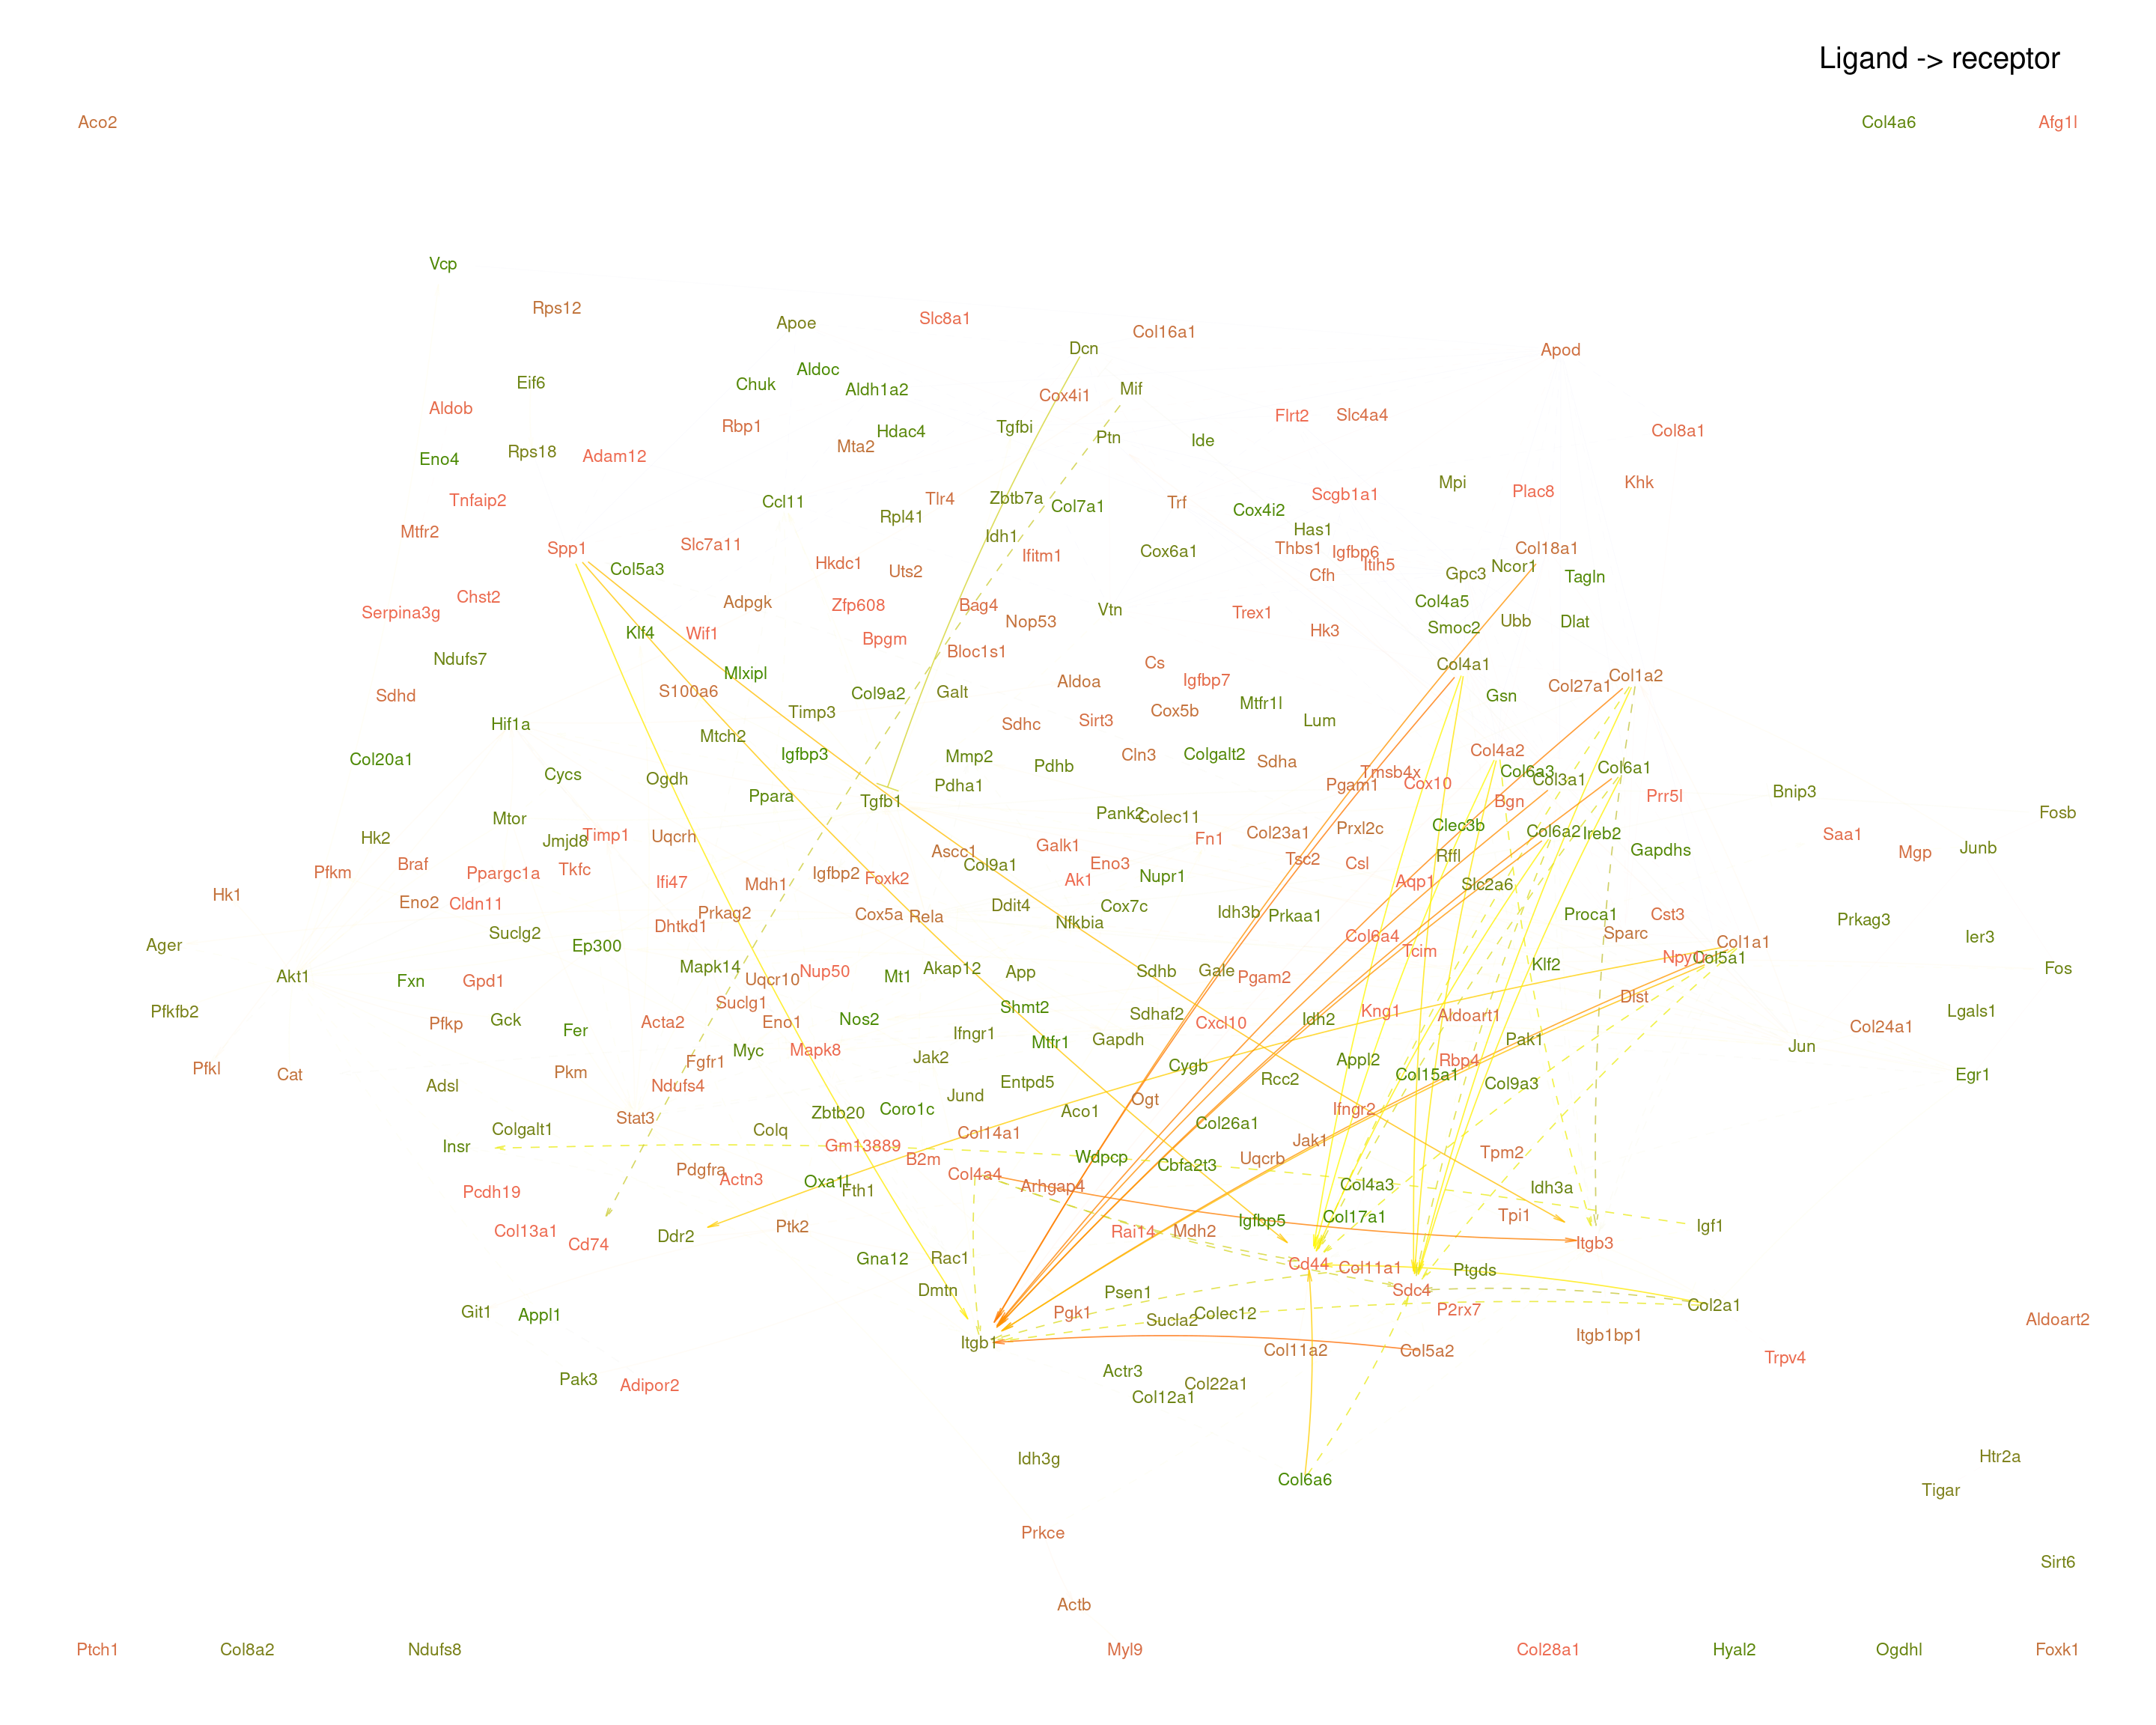 Ligand -> receptor
Aco2
Col4a6
Afg1l
Vcp
Rps12
Apoe
Slc8a1
Col16a1
Dcn
Apod
Aldoc
Eif6
Chuk
Aldh1a2
Mif
Cox4i1
Aldob
Flrt2
Slc4a4
Rbp1
Tgfbi
Hdac4
Col8a1
Ptn
Ide
Mta2
Rps18
Adam12
Eno4
Mpi
Khk
Plac8
Scgb1a1
Tnfaip2
Ccl11
Tlr4
Zbtb7a
Trf
Col7a1
Cox4i2
Rpl41
Has1
Mtfr2
Idh1
Slc7a11
Spp1
Thbs1
Col18a1
Cox6a1
Igfbp6
Ifitm1
Hkdc1
Itih5
Ncor1
Col5a3
Uts2
Cfh
Gpc3
Tagln
Chst2
Adpgk
Col4a5
Zfp608
Bag4
Vtn
Serpina3g
Trex1
Nop53
Ubb
Dlat
Smoc2
Hk3
Klf4
Wif1
Bpgm
Bloc1s1
Ndufs7
Cs
Col4a1
Mlxipl
Col1a2
Igfbp7
Aldoa
Col27a1
S100a6
Col9a2
Galt
Sdhd
Gsn
Mtfr1l
Timp3
Cox5b
Sirt3
Lum
Hif1a
Sdhc
Mtch2
Col4a2
Igfbp3
Mmp2
Cln3
Colgalt2
Col20a1
Sdha
Pdhb
Col6a1
Tmsb4x
Col6a3
Cycs
Ogdh
Col3a1
Pgam1
Cox10
Pdha1
Bnip3
Ppara
Prr5l
Tgfb1
Bgn
Pank2
Fosb
Mtor
Colec11
Clec3b
Prxl2c
Col6a2
Ireb2
Col23a1
Saa1
Timp1
Uqcrh
Hk2
Fn1
Jmjd8
Galk1
Junb
Gapdhs
Ascc1
Mgp
Rffl
Tsc2
Braf
Eno3
Csl
Col9a1
Tkfc
Pfkm
Ppargc1a
Igfbp2
Foxk2
Nupr1
Ak1
Ifi47
Aqp1
Mdh1
Slc2a6
Hk1
Eno2
Cldn11
Ddit4
Cox7c
Idh3b
Prkag2
Cox5a
Rela
Prkaa1
Proca1
Cst3
Prkag3
Nfkbia
Dhtkd1
Suclg2
Sparc
Col6a4
Ier3
Col1a1
Ager
Ep300
Tcim
Col5a1
Klf2
Mapk14
Akap12
Fos
App
Nup50
Sdhb
Gale
Akt1
Mt1
Pgam2
Fxn
Gpd1
Uqcr10
Dlst
Suclg1
Shmt2
Kng1
Pfkfb2
Lgals1
Sdhaf2
Aldoart1
Gck
Nos2
Idh2
Acta2
Eno1
Cxcl10
Pfkp
Col24a1
Fer
Ifngr1
Gapdh
Pak1
Mtfr1
Jun
Myc
Mapk8
Jak2
Appl2
Rbp4
Fgfr1
Cygb
Pfkl
Pkm
Cat
Col15a1
Egr1
Rcc2
Adsl
Ndufs4
Entpd5
Col9a3
Jund
Ogt
Coro1c
Ifngr2
Aco1
Zbtb20
Stat3
Col26a1
Colgalt1
Colq
Col14a1
Jak1
Insr
Gm13889
Tpm2
Wdpcp
B2m
Uqcrb
Cbfa2t3
Pdgfra
Col4a4
Actn3
Oxa1l
Arhgap4
Col4a3
Idh3a
Fth1
Pcdh19
Tpi1
Col17a1
Igfbp5
Igf1
Ptk2
Col13a1
Rai14
Mdh2
Ddr2
Cd74
Itgb3
Gna12
Rac1
Cd44
Col11a1
Ptgds
Dmtn
Sdc4
Psen1
Col2a1
Git1
Appl1
Pgk1
P2rx7
Colec12
Sucla2
Aldoart2
Itgb1
Itgb1bp1
Col11a2
Col5a2
Trpv4
Actr3
Pak3
Adipor2
Col22a1
Col12a1
Idh3g
Htr2a
Col6a6
Tigar
Prkce
Sirt6
Actb
Ptch1
Col8a2
Ndufs8
Myl9
Col28a1
Hyal2
Ogdhl
Foxk1